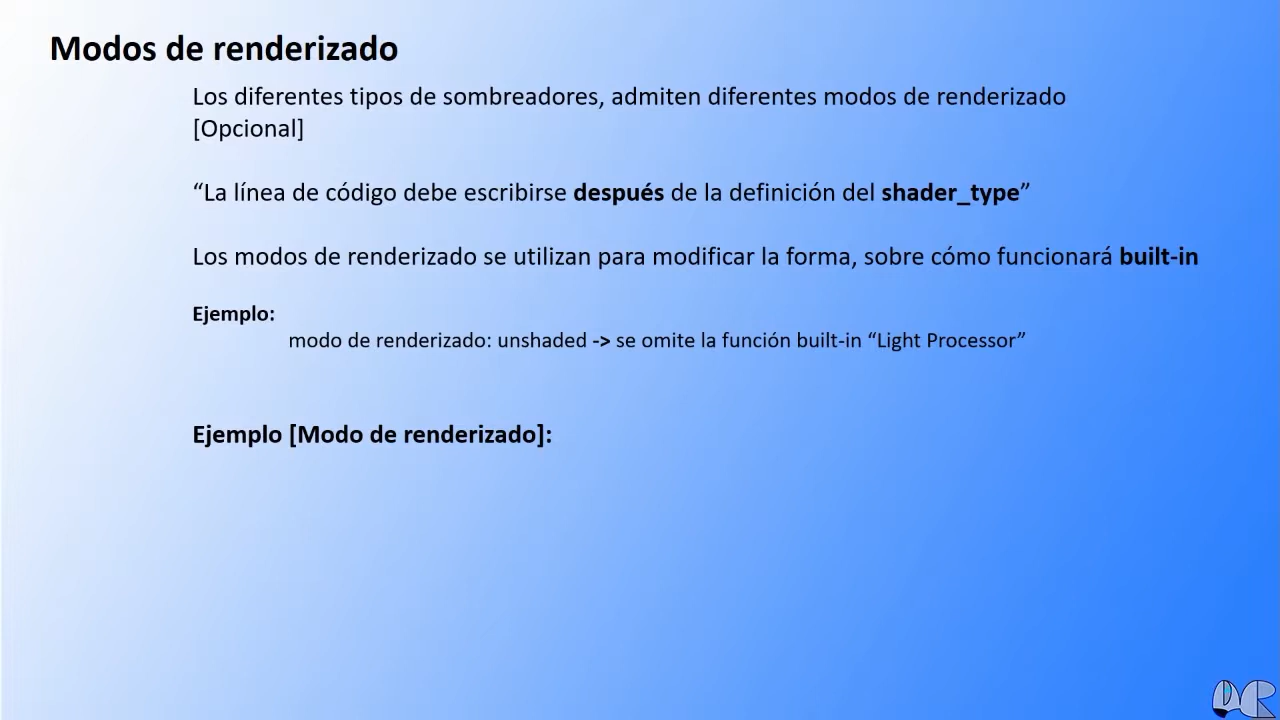 Modos de renderizado
Los diferentes tipos de sombreadores, admiten diferentes modos de renderizado
[Opcional]
“La línea de código debe escribirse después de la definición del shader_type”
Los modos de renderizado se utilizan para modificar la forma, sobre cómo funcionará built-in
Ejemplo:
modo de renderizado: unshaded -> se omite la función built-in “Light Processor”
Ejemplo [Modo de renderizado]: